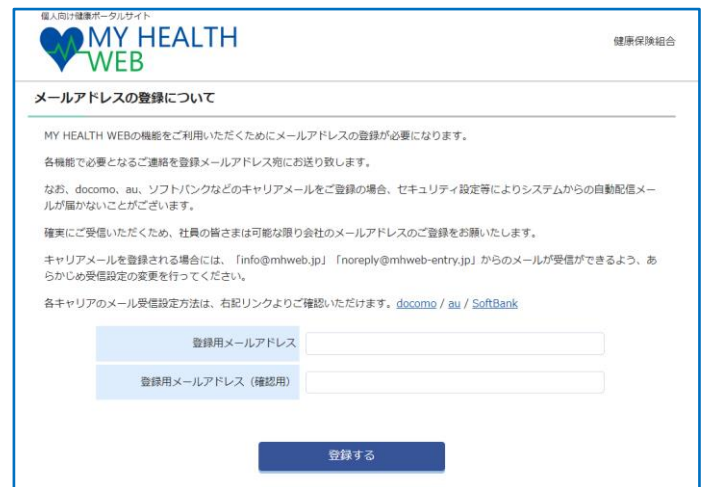 個人向け健康ポータルサイト
MY HEALTH
WEB
健康保険組合
メールアドレスの登録について
MY HEALTH WEBの機能をご利用いただくためにメールアドレスの登録が必要になります。
各機能で必要となるご連絡を登録メールアドレス宛にお送り致します。
なお、docomo、au、ソフトバンクなどのキャリアメールをご登録の場合、セキュリティ設定等によりシステムからの自動配信メー
ルが届かないことがございます。
確実にご受信いただくため、社員の皆さまは可能な限り会社のメールアドレスのご登録をお願いいたします。
キャリアメールを登録される場合には、「info@mhweb.jp」「noreply@mhweb-entry.jp」からのメールが受信ができるよう、あ
らかじめ受信設定の変更を行ってください。
各キャリアのメール受信設定方法は、右記リンクよりご確認いただけます。docomo / au / SoftBank
登録用メールアドレス
登録用メールアドレス（確認用）
登録する